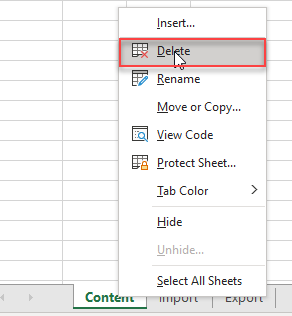 Insert...
Delete
Rename
Move or Copy...
View Code
Protect Sheet...
Tab Color
Hide
Unhide...
Select All Sheets
Content Import Export